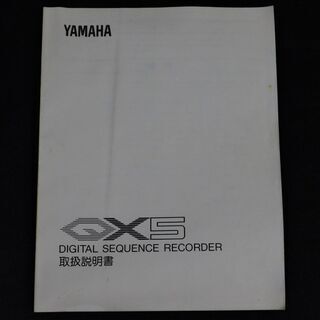 YAMAHA
QX5
DIGITAL SEQUENCE RECORDER
取扱説明書